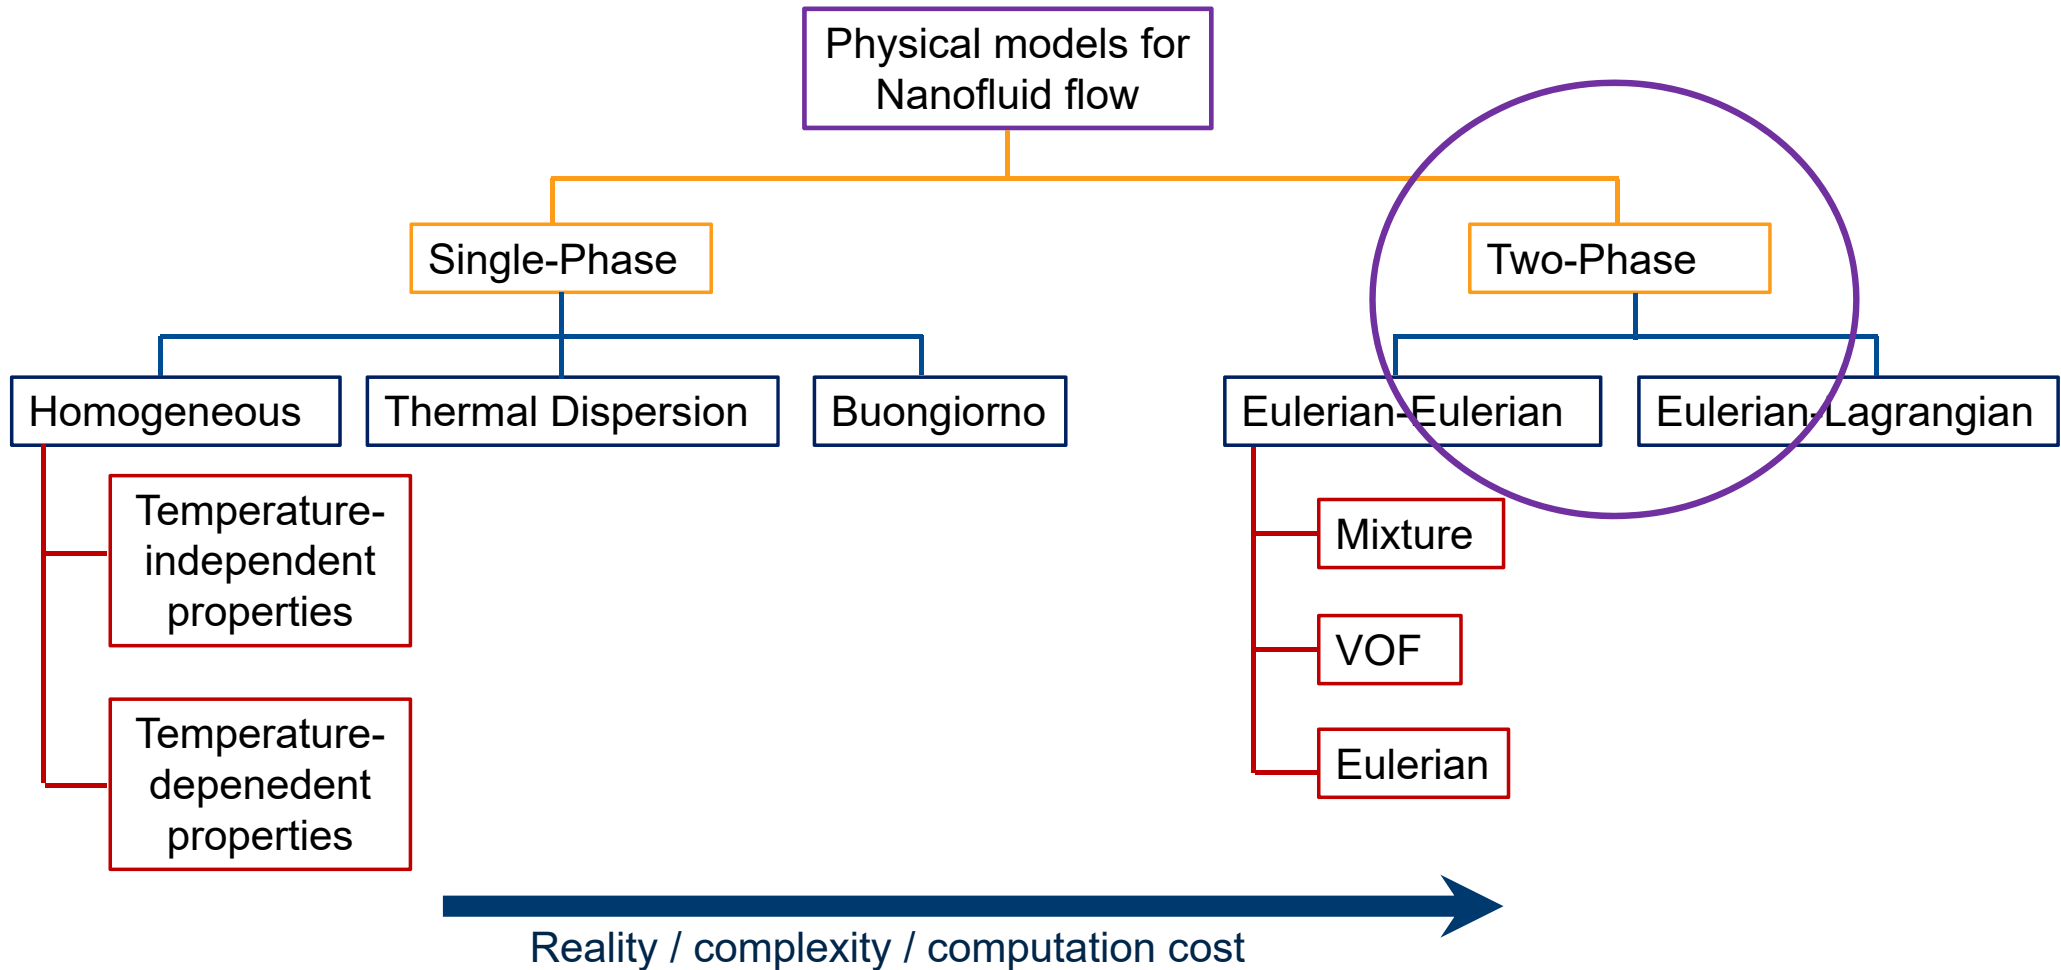 Physical models for
Nanofluid flow
Single-Phase
Two-Phase
Homogeneous
Thermal Dispersion
Buongiorno
Eulerian-Eulerian
Eulerian-Lagrangian
Temperature-
independent
properties
Temperature-
depenedent
properties
Mixture
VOF
Eulerian
Reality / complexity / computation cost